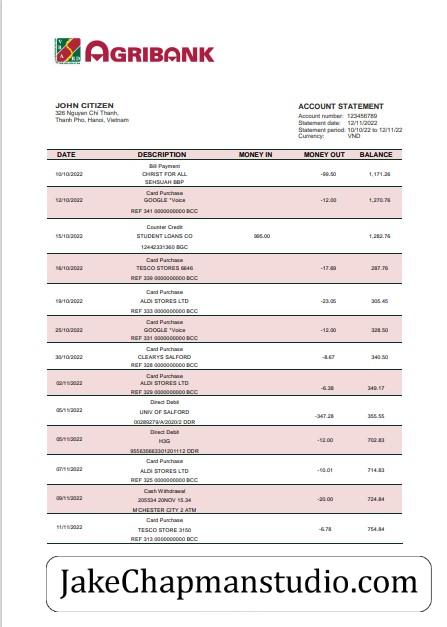 VBARD
AGRIBANK
JOHN CITIZEN
326 Nguyen Chi Thanh,
Thanh Pho, Hanoi, Vietnam
ACCOUNT STATEMENT
Account number: 123456789
Statement date: 12/11/2022
Statement period: 10/10/22 to 12/11/22
Currency: VND
DATE DESCRIPTION MONEY IN MONEY OUT BALANCE
Bill Payment
10/10/2022 CHRIST FOR ALL -99.50 1,171.26
SEHSUAH BBP
Card Purchase
12/10/2022 GOOGLE *Voice -12.00 1,270.76
REF 341 0000000000 BCC
Counter Credit
15/10/2022 STUDENT LOANS CO 995.00 1,282.76
12442331360 BGC
Card Purchase
16/10/2022 TESCO STORES 6646 -17.69 287.76
REF 339 0000000000 BCC
Card Purchase
19/10/2022 ALDI STORES LTD -23.05 305.45
REF 333 0000000000 BCC
Card Purchase
25/10/2022 GOOGLE *Voice -12.00 328.50
REF 331 0000000000 BCC
Card Purchase
30/10/2022 CLEARYS SALFORD -8.67 340.50
REF 328 0000000000 BCC
Card Purchase
02/11/2022 ALDI STORES LTD -6.38 349.17
REF 329 0000000000 BCC
Direct Debit
05/11/2022 UNIV OF SALFORD -347.28 355.55
00289279/A/2020/2 DDR
Direct Debit
05/11/2022 H3G -12.00 702.83
955635663301201112 DDR
Card Purchase
07/11/2022 ALDI STORES LTD -10.01 714.83
REF 325 0000000000 BCC
Cash Withdrawal
09/11/2022 205534 20NOV 15.34 -20.00 724.84
MCHESTER CITY 2 ATM
Card Purchase
11/11/2022 TESCO STORE 3150 -6.78 754.84
REF 313 0000000000 BCC
JakeChapmanstudio.com